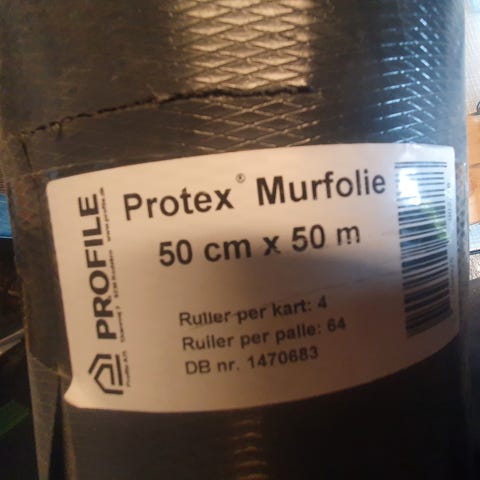 Protex® Murfolie
50 cm x 50 m
Ruller per kart: 4
Ruller per palle: 64
DB nr. 1470683
PROFILE